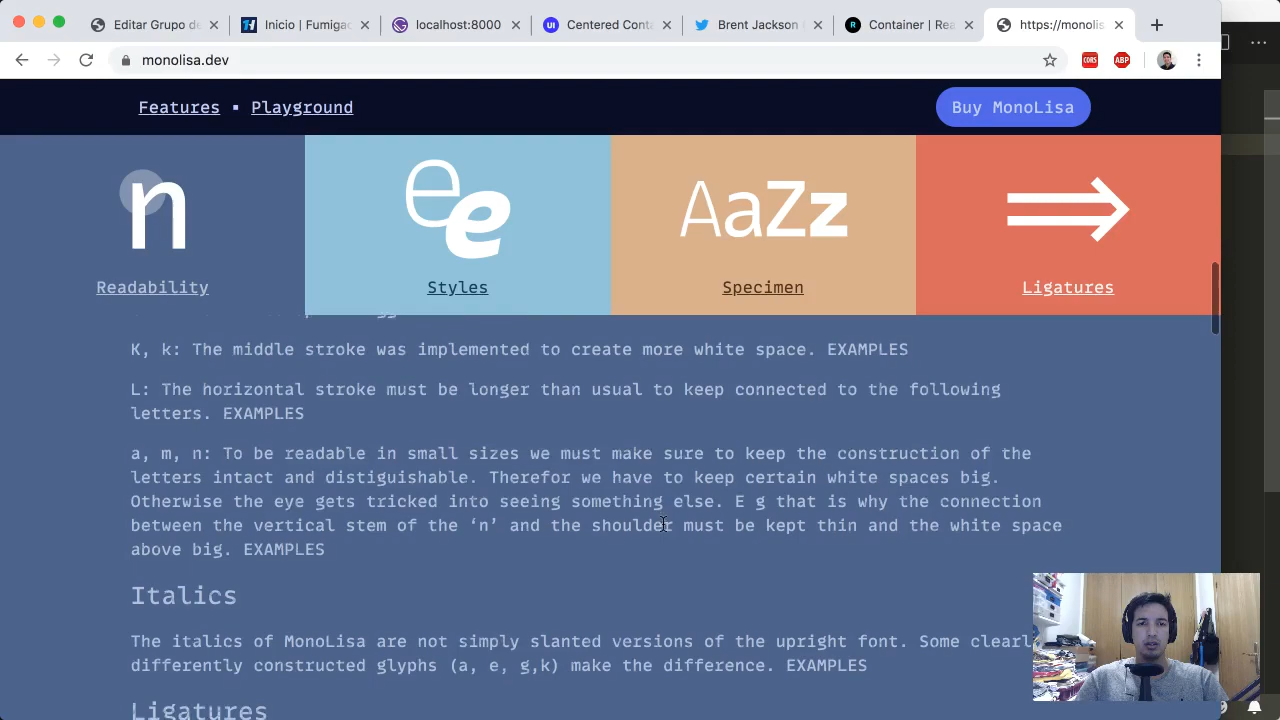 Editar Grupo de
Inicio | Fumigac
localhost:8000
UI
Centered Conta
Brent Jackson (
R
Container | Rea
https://monolis
monolisa.dev
CORS
ABP
Features ▪ Playground
Buy MonoLisa
n
e e
AaZz
Readability
Styles
Specimen
Ligatures
K, k: The middle stroke was implemented to create more white space. EXAMPLES
L: The horizontal stroke must be longer than usual to keep connected to the following
letters. EXAMPLES
a, m, n: To be readable in small sizes we must make sure to keep the construction of the
letters intact and distiguishable. Therefor we have to keep certain white spaces big.
Otherwise the eye gets tricked into seeing something else. E g that is why the connection
between the vertical stem of the ‘n’ and the shoulder must be kept thin and the white space
above big. EXAMPLES
Italics
The italics of MonoLisa are not simply slanted versions of the upright font. Some clearl
differently constructed glyphs (a, e, g,k) make the difference. EXAMPLES
Ligatures